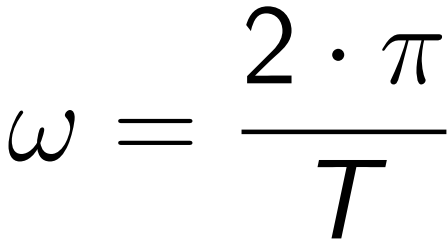 ω = 2 · π / T